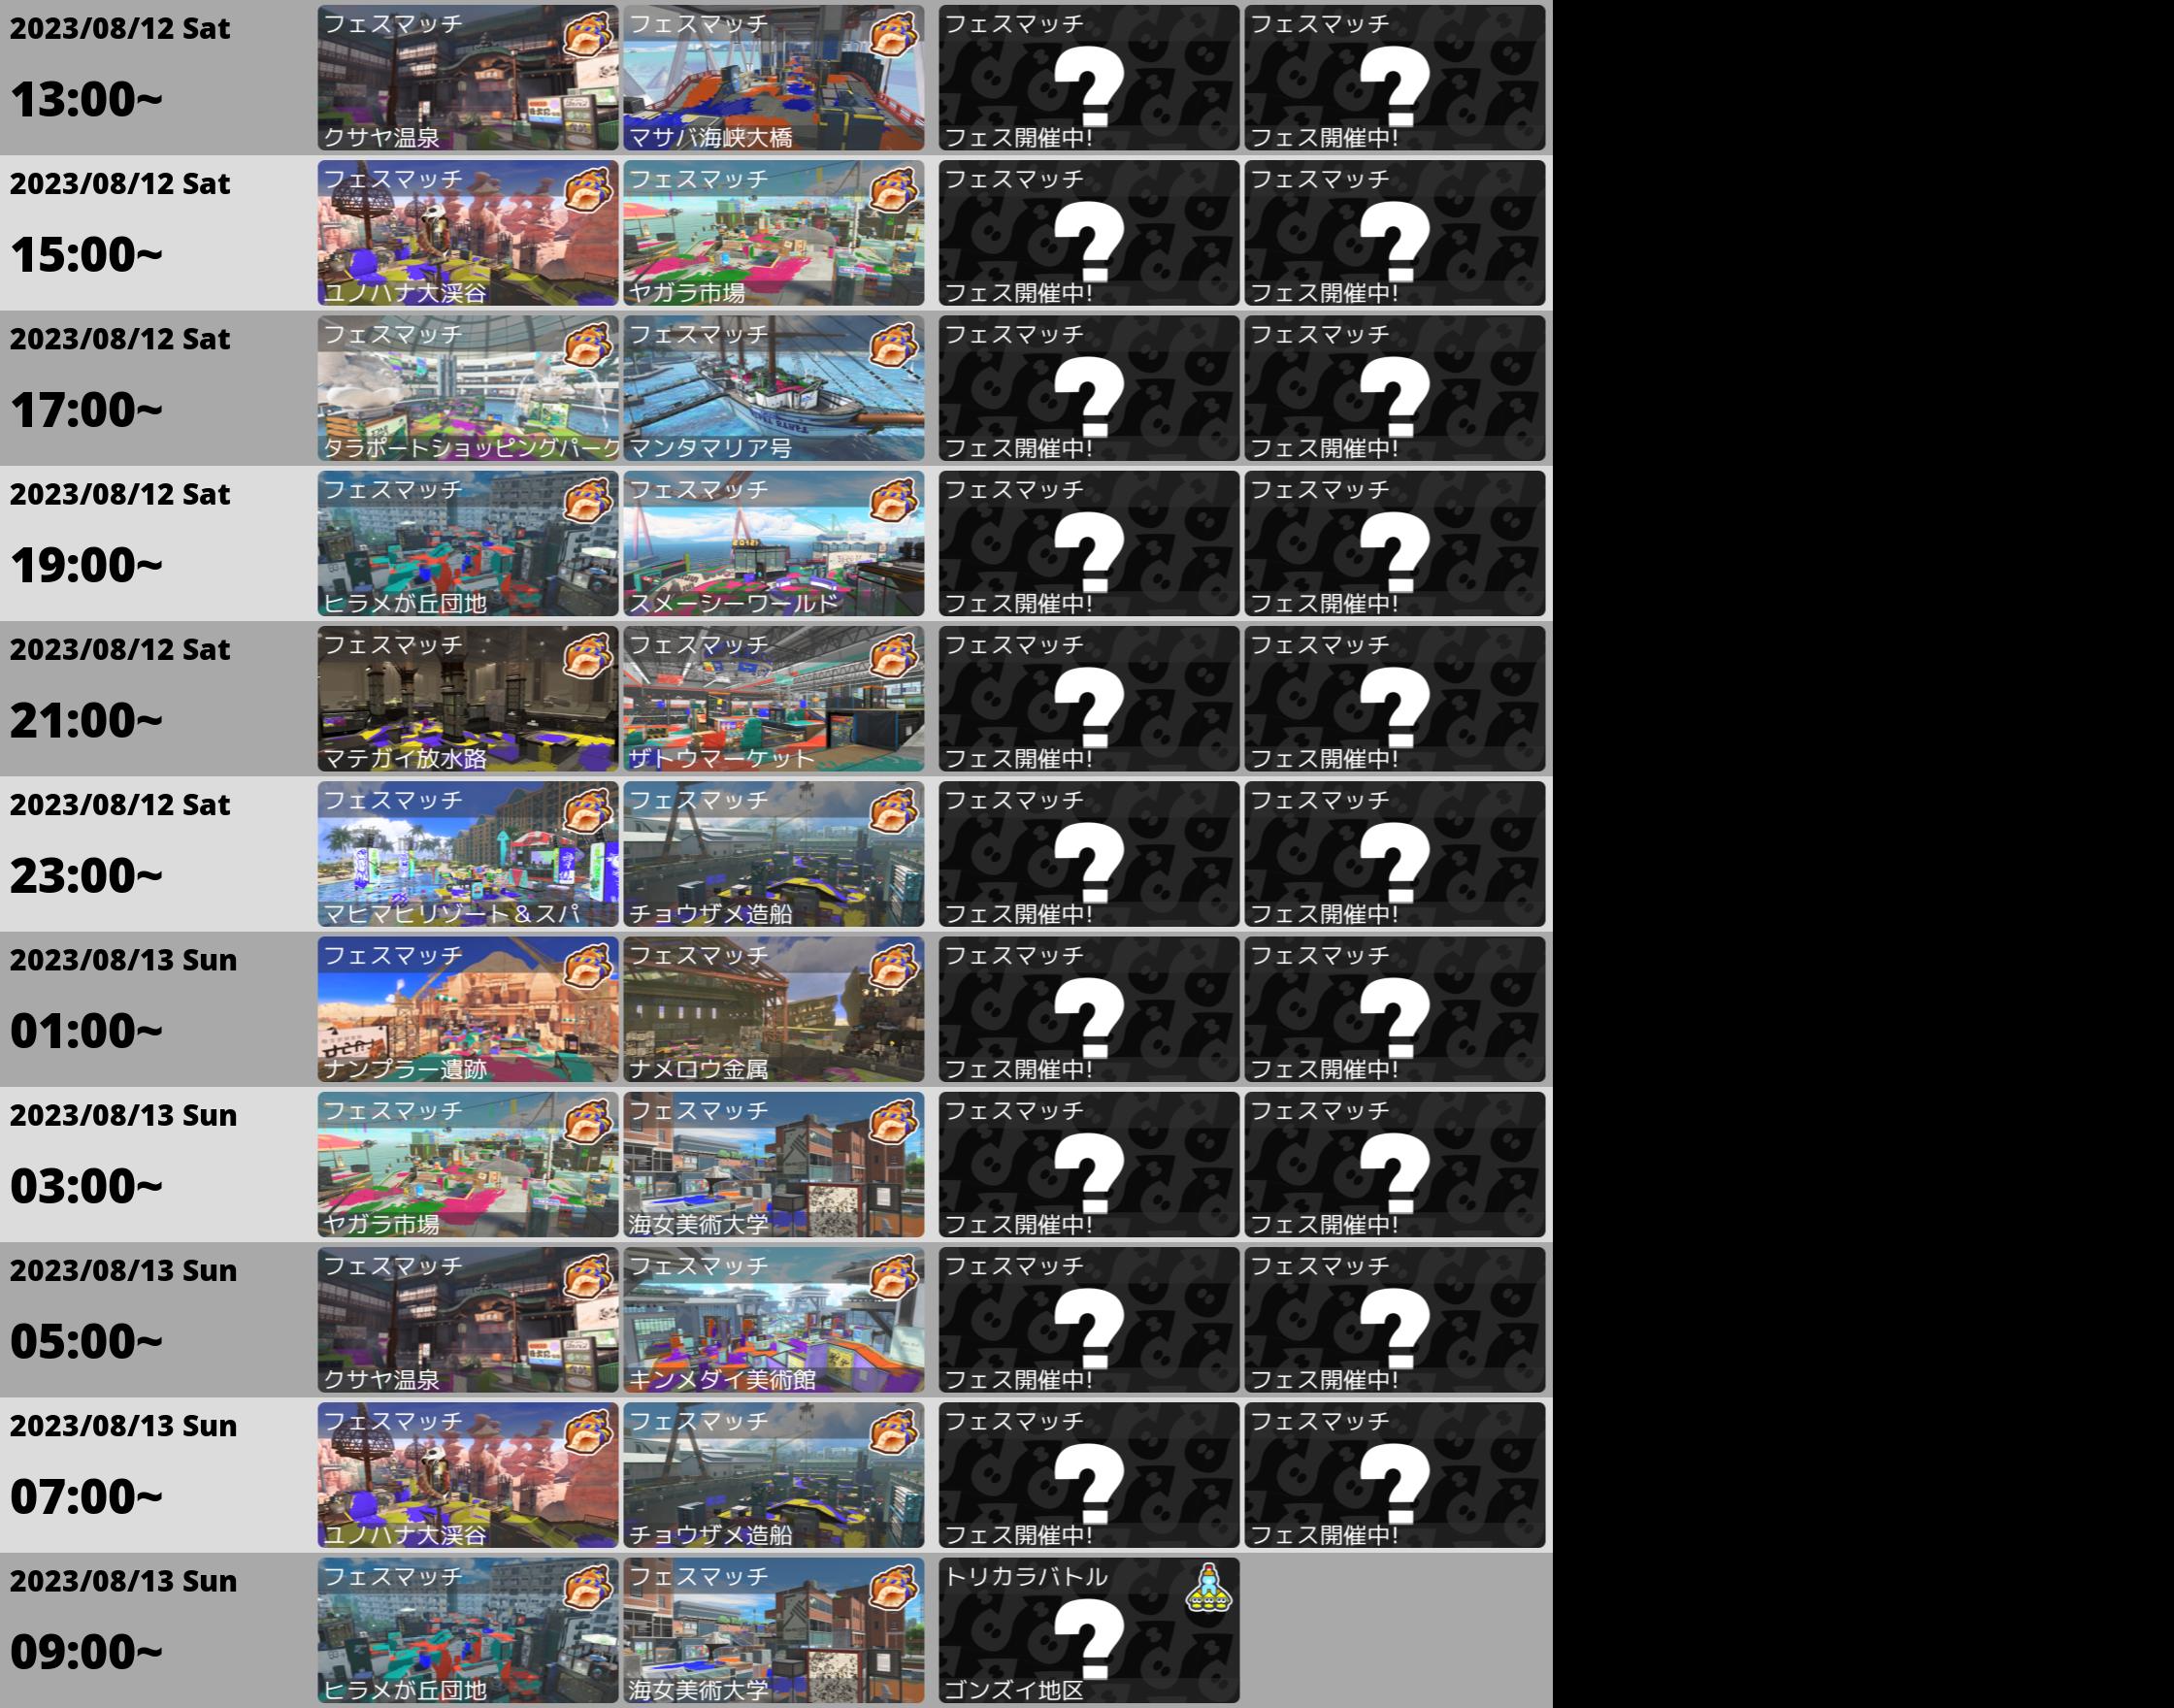 2023/08/12 Sat
13:00~
フェスマッチ
クサヤ温泉
フェスマッチ
マサバ海峡大橋
フェスマッチ
フェス開催中!
フェスマッチ
フェス開催中!
2023/08/12 Sat
15:00~
フェスマッチ
ユノハナ大渓谷
フェスマッチ
ヤガラ市場
フェスマッチ
フェス開催中!
フェスマッチ
フェス開催中!
2023/08/12 Sat
17:00~
フェスマッチ
タラポートショッピングパーク
フェスマッチ
マンタマリア号
フェスマッチ
フェス開催中!
フェスマッチ
フェス開催中!
2023/08/12 Sat
19:00~
フェスマッチ
ヒラメが丘団地
フェスマッチ
スメーシーワールド
フェスマッチ
フェス開催中!
フェスマッチ
フェス開催中!
2023/08/12 Sat
21:00~
フェスマッチ
マテガイ放水路
フェスマッチ
ザトウマーケット
フェスマッチ
フェス開催中!
フェスマッチ
フェス開催中!
2023/08/12 Sat
23:00~
フェスマッチ
マヒマヒリゾート&スパ
フェスマッチ
チョウザメ造船
フェスマッチ
フェス開催中!
フェスマッチ
フェス開催中!
2023/08/13 Sun
01:00~
フェスマッチ
ナンプラー遺跡
フェスマッチ
ナメロウ金属
フェスマッチ
フェス開催中!
フェスマッチ
フェス開催中!
2023/08/13 Sun
03:00~
フェスマッチ
ヤガラ市場
フェスマッチ
海女美術大学
フェスマッチ
フェス開催中!
フェスマッチ
フェス開催中!
2023/08/13 Sun
05:00~
フェスマッチ
クサヤ温泉
フェスマッチ
キンメダイ美術館
フェスマッチ
フェス開催中!
フェスマッチ
フェス開催中!
2023/08/13 Sun
07:00~
フェスマッチ
ユノハナ大渓谷
フェスマッチ
チョウザメ造船
フェスマッチ
フェス開催中!
フェスマッチ
フェス開催中!
2023/08/13 Sun
09:00~
フェスマッチ
ヒラメが丘団地
フェスマッチ
海女美術大学
トリカラバトル
ゴンズイ地区